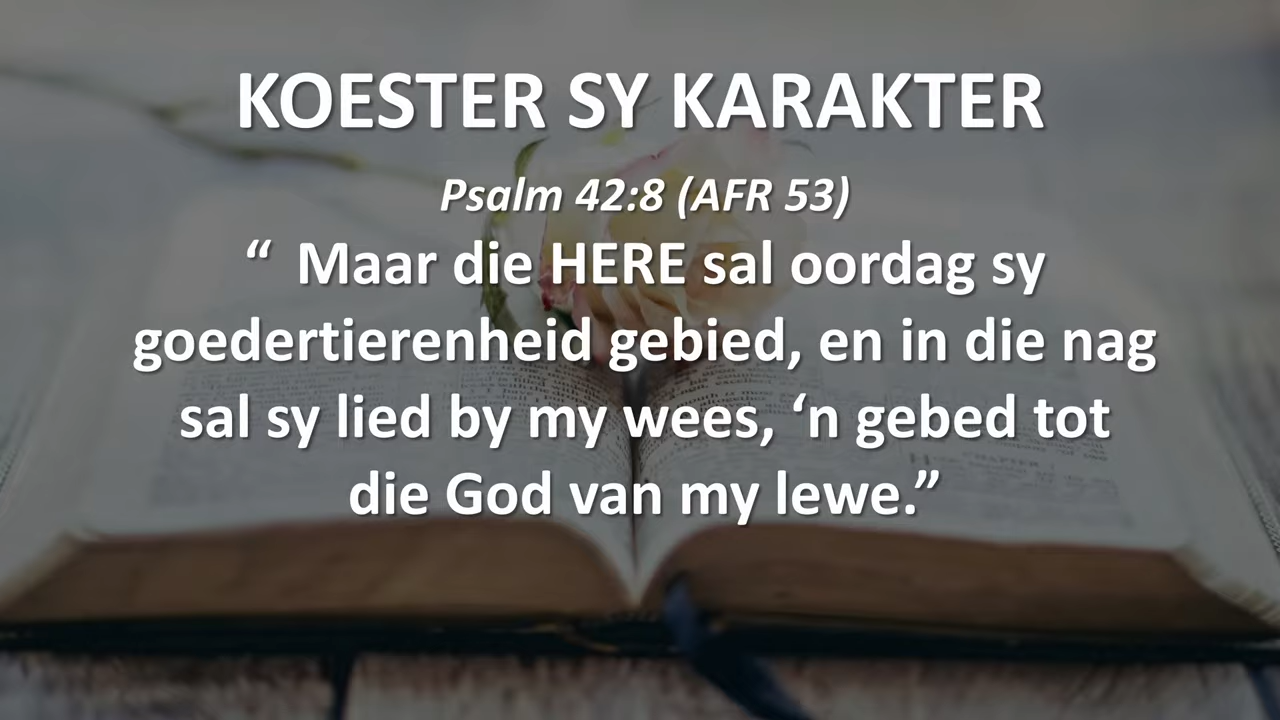 KOESTER SY KARAKTER
Psalm 42:8 (AFR 53)
“ Maar die HERE sal oordag sy
goedertierenheid gebied, en in die nag
sal sy lied by my wees, ‘n gebed tot
die God van my lewe.”